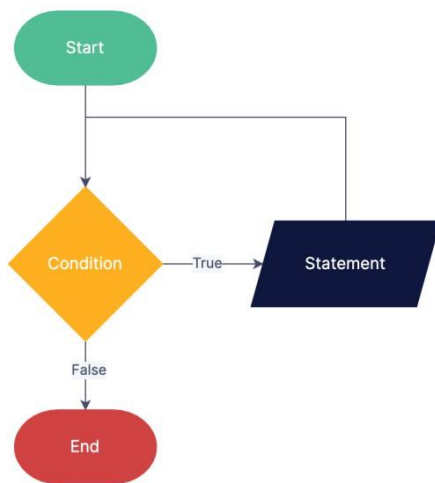 Start
Condition
True
Statement
False
End